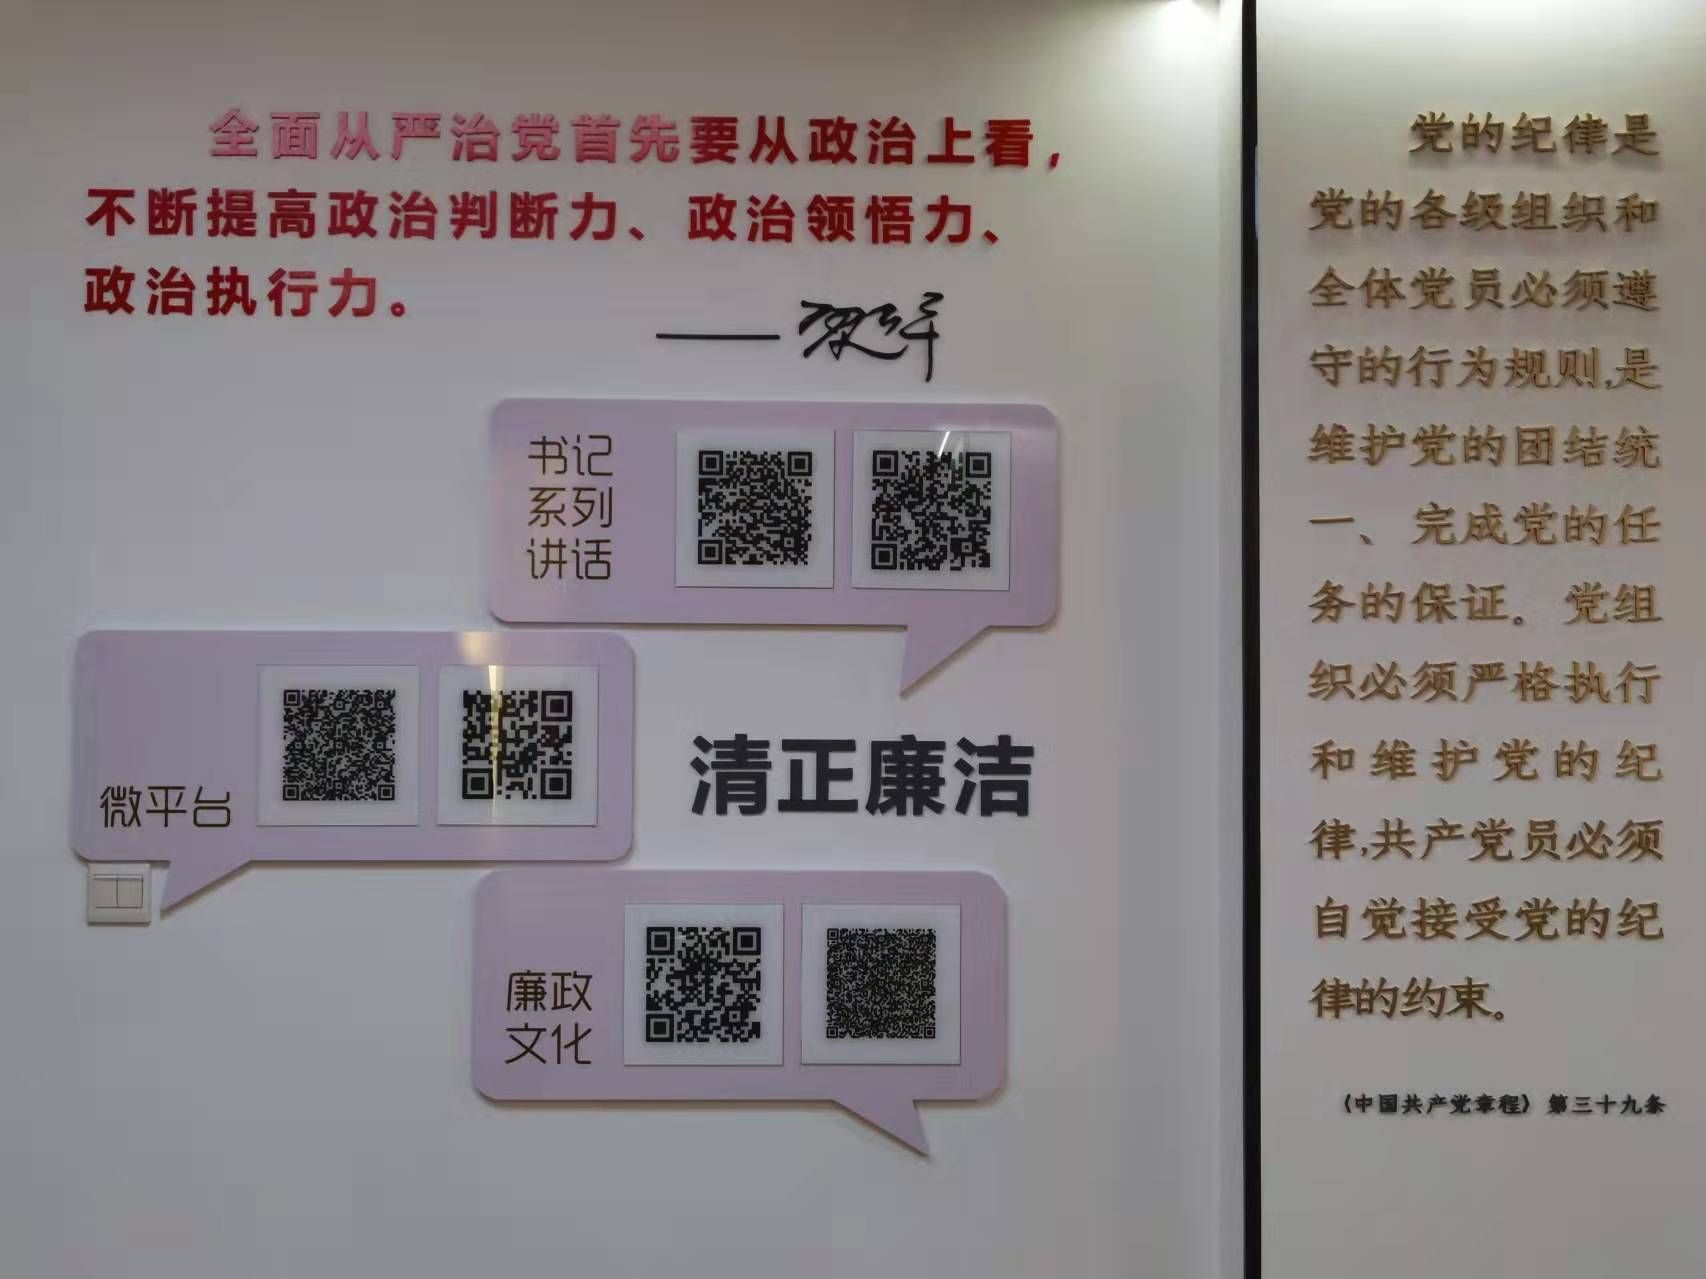 全面从严治党首先要从政治上看，
不断提高政治判断力、政治领悟力、
政治执行力。
书记
系列
讲话
微平台
清正廉洁
廉政
文化
党的纪律是
党的各级组织和
全体党员必须遵
守的行为规则,是
维护党的团结统
一、完成党的任
务的保证。党组
织必须严格执行
和维护党的纪
律,共产党员必须
自觉接受党的纪
律的约束。
《中国共产党章程》第三十九条